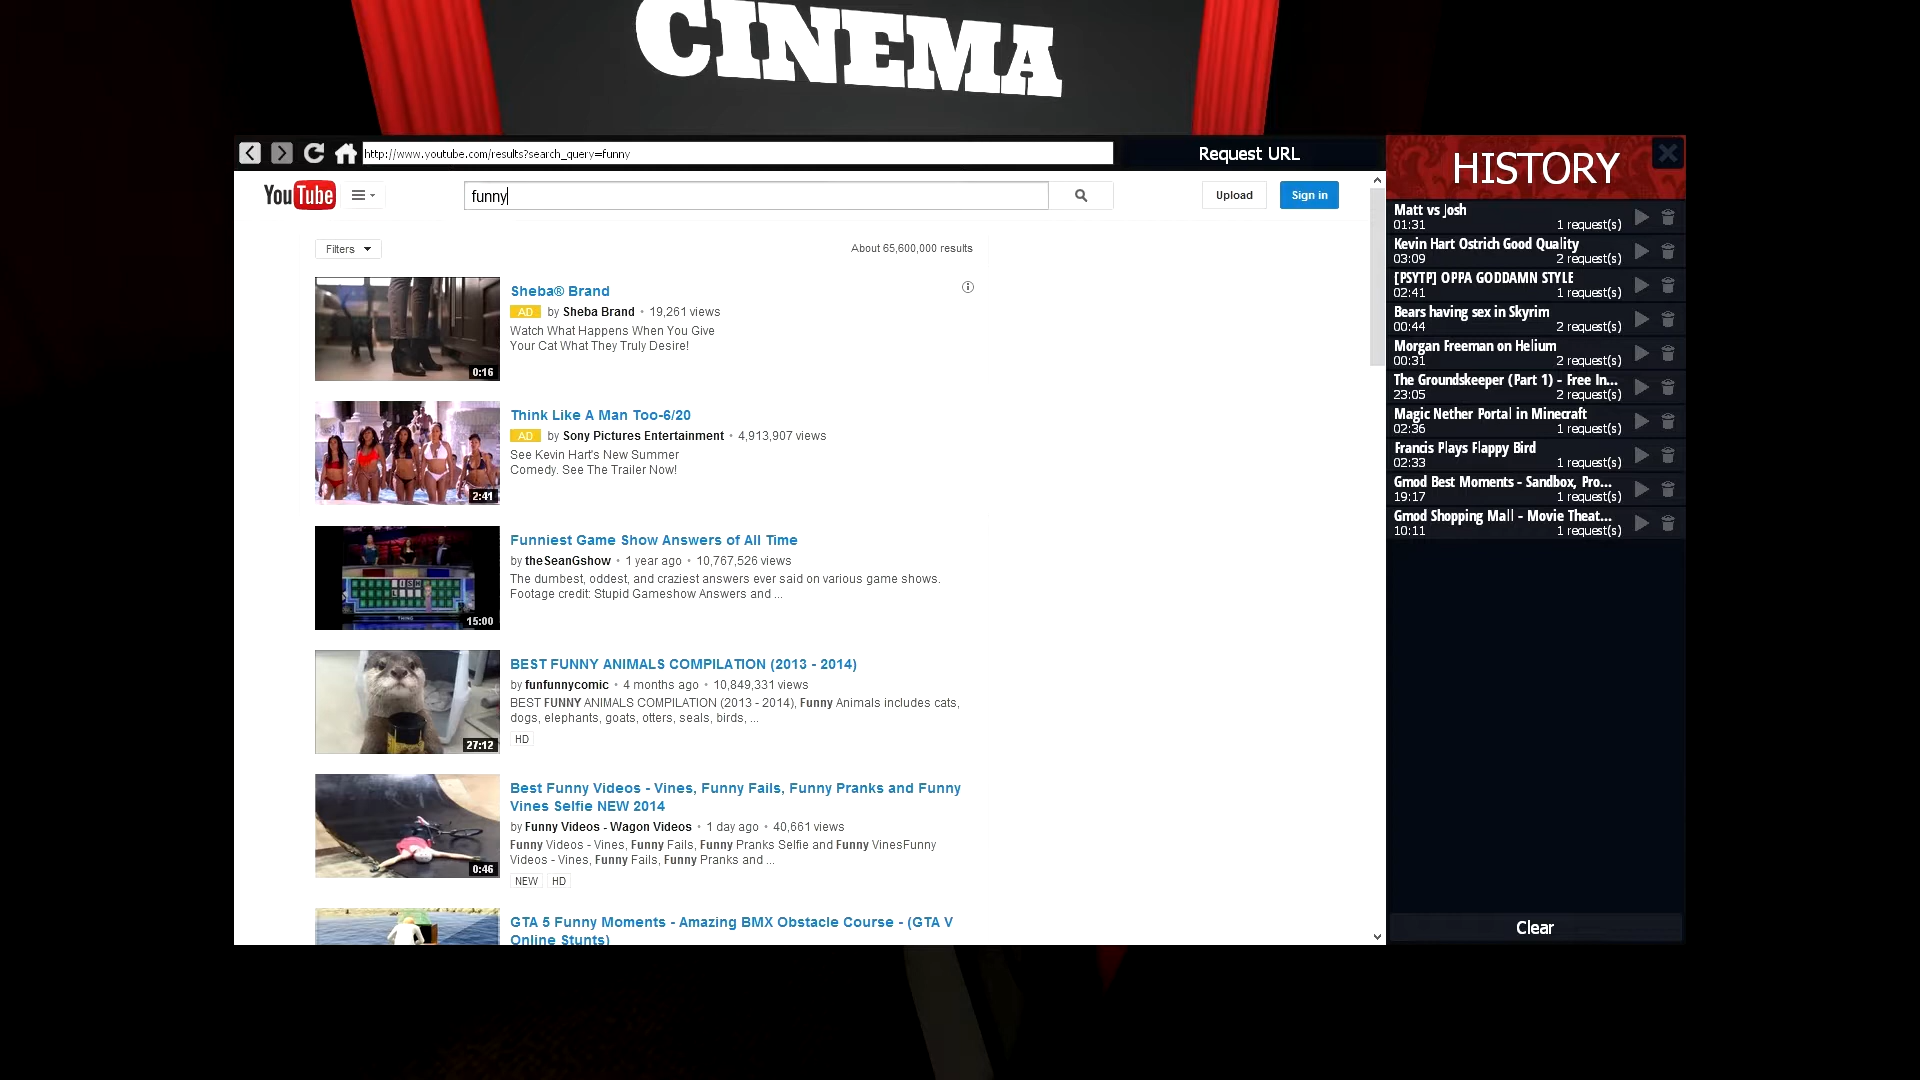 CINEMA
http://www.youtube.com/results?search_query=funny
Request URL
YouTube
funny
Upload
Sign in
Filters
About 65,600,000 results
Sheba® Brand
AD by Sheba Brand • 19,261 views
Watch What Happens When You Give
Your Cat What They Truly Desire!
0:16
Think Like A Man Too-6/20
AD by Sony Pictures Entertainment • 4,913,907 views
See Kevin Hart's New Summer
Comedy. See The Trailer Now!
2:41
Funniest Game Show Answers of All Time
by theSeanGshow • 1 year ago • 10,767,526 views
The dumbest, oddest, and craziest answers ever said on various game shows.
Footage credit: Stupid Gameshow Answers and ...
15:00
BEST FUNNY ANIMALS COMPILATION (2013 - 2014)
by funfunnycomic • 4 months ago • 10,849,331 views
BEST FUNNY ANIMALS COMPILATION (2013 - 2014), Funny Animals includes cats,
dogs, elephants, goats, otters, seals, birds, ...
HD
27:12
Best Funny Videos - Vines, Funny Fails, Funny Pranks and Funny
Vines Selfie NEW 2014
by Funny Videos - Wagon Videos • 1 day ago • 40,661 views
Funny Videos - Vines, Funny Fails, Funny Pranks Selfie and Funny VinesFunny
Videos - Vines, Funny Fails, Funny Pranks and ...
0:46
NEW HD
GTA 5 Funny Moments - Amazing BMX Obstacle Course - (GTA V
Online Stunts)
HISTORY
Matt vs Josh
01:31 1 request(s)
Kevin Hart Ostrich Good Quality
03:09 2 request(s)
[PSYTP] OPPA GODDAMN STYLE
02:41 1 request(s)
Bears having sex in Skyrim
00:44 2 request(s)
Morgan Freeman on Helium
00:31 2 request(s)
The Groundskeeper (Part 1) - Free In...
23:05 2 request(s)
Magic Nether Portal in Minecraft
02:36 1 request(s)
Francis Plays Flappy Bird
02:33 1 request(s)
Gmod Best Moments - Sandbox, Pro...
19:17 1 request(s)
Gmod Shopping Mall - Movie Theat...
10:11 1 request(s)
Clear